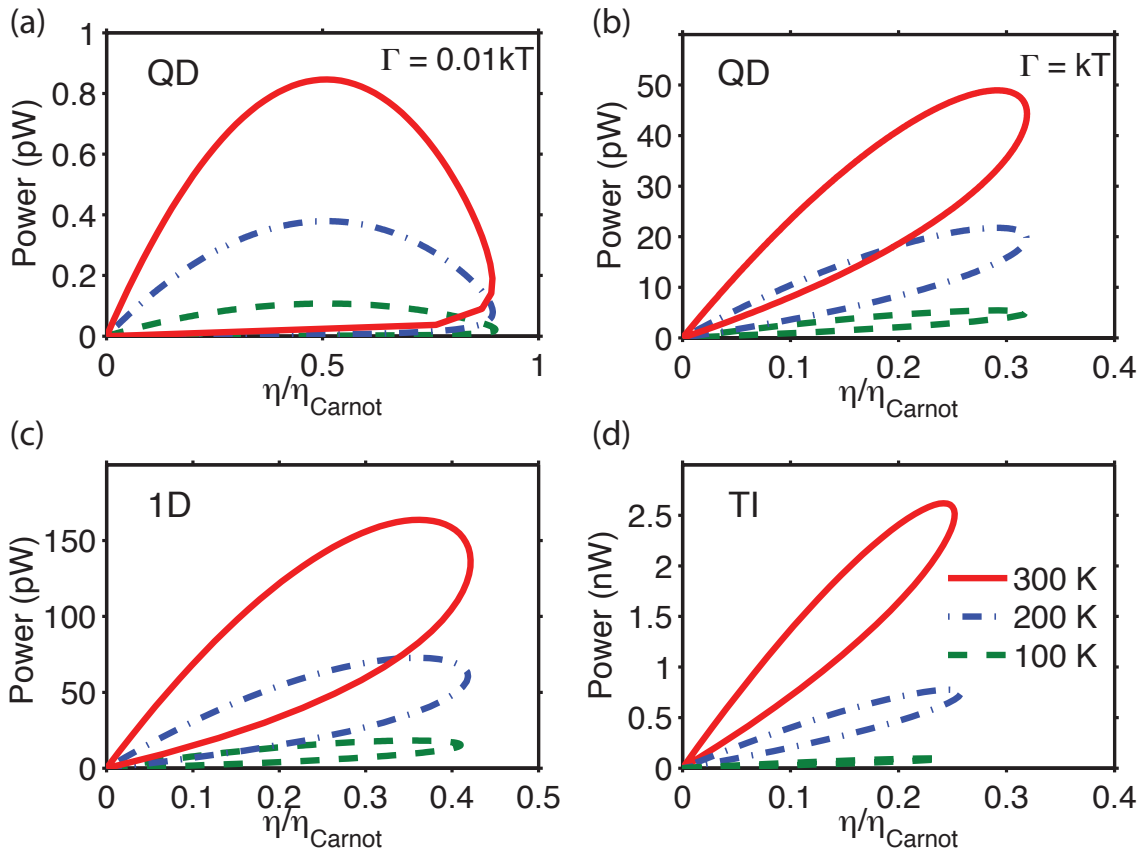 (a)
1
0.8
0.6
0.4
0.2
0
Power (pW)
QD
Γ = 0.01kT
0
0.5
1
η/ηCarnot
(b)
50
40
30
20
10
0
Power (pW)
QD
Γ = kT
0
0.1
0.2
0.3
0.4
η/ηCarnot
(c)
150
100
50
0
Power (pW)
1D
0
0.1
0.2
0.3
0.4
0.5
η/ηCarnot
(d)
2.5
2
1.5
1
0.5
0
Power (nW)
TI
300 K
200 K
100 K
0
0.1
0.2
0.3
0.4
η/ηCarnot